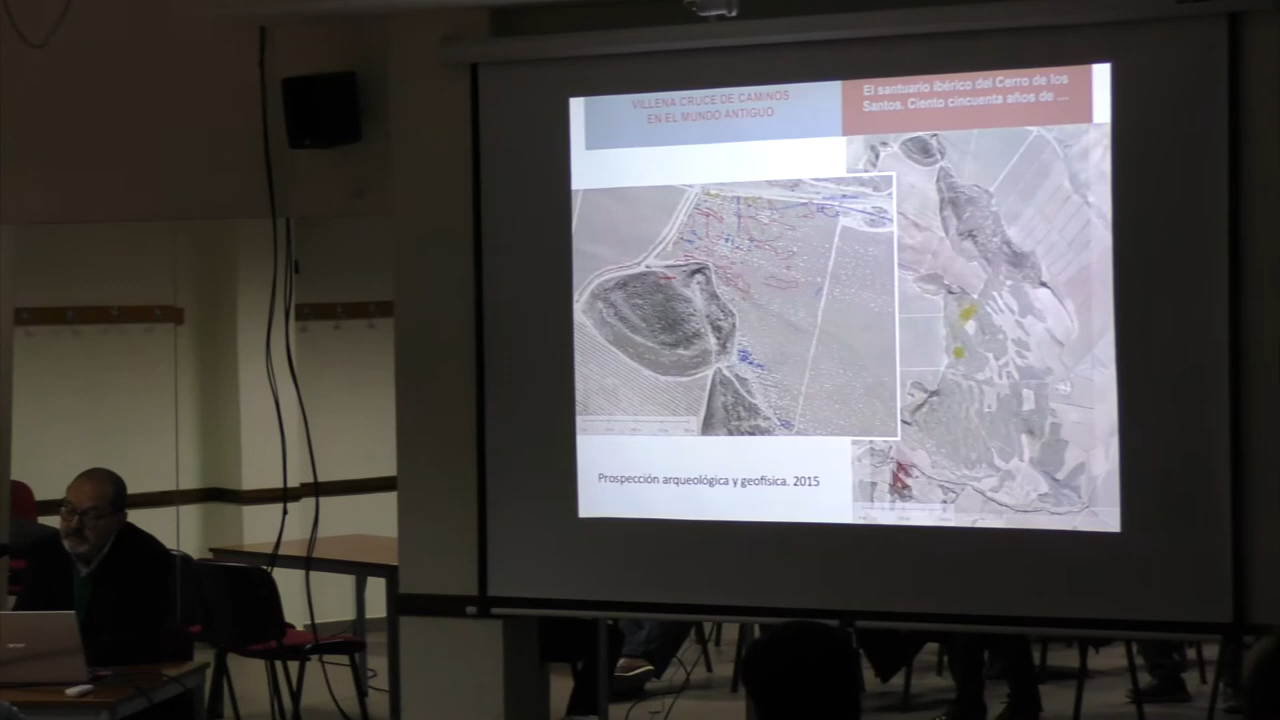 VILLENA CRUCE DE CAMINOS
EN EL MUNDO ANTIGUO
El santuario ibérico del Cerro de los
Santos. Ciento cincuenta años de ...
Prospección arqueológica y geofísica. 2015